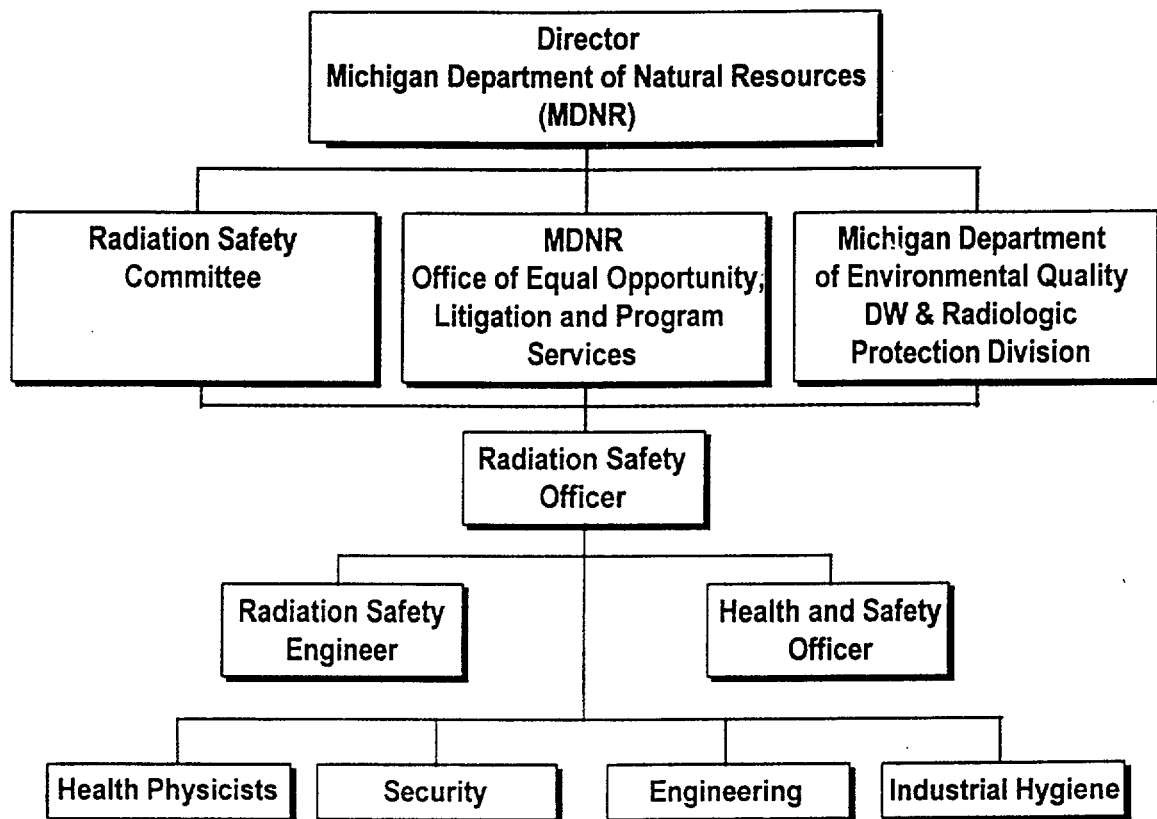 Director
Michigan Department of Natural Resources
(MDNR)
Radiation Safety
Committee
MDNR
Office of Equal Opportunity,
Litigation and Program
Services
Michigan Department
of Environmental Quality
DW & Radiologic
Protection Division
Radiation Safety
Officer
Radiation Safety
Engineer
Health and Safety
Officer
Health Physicists
Security
Engineering
Industrial Hygiene